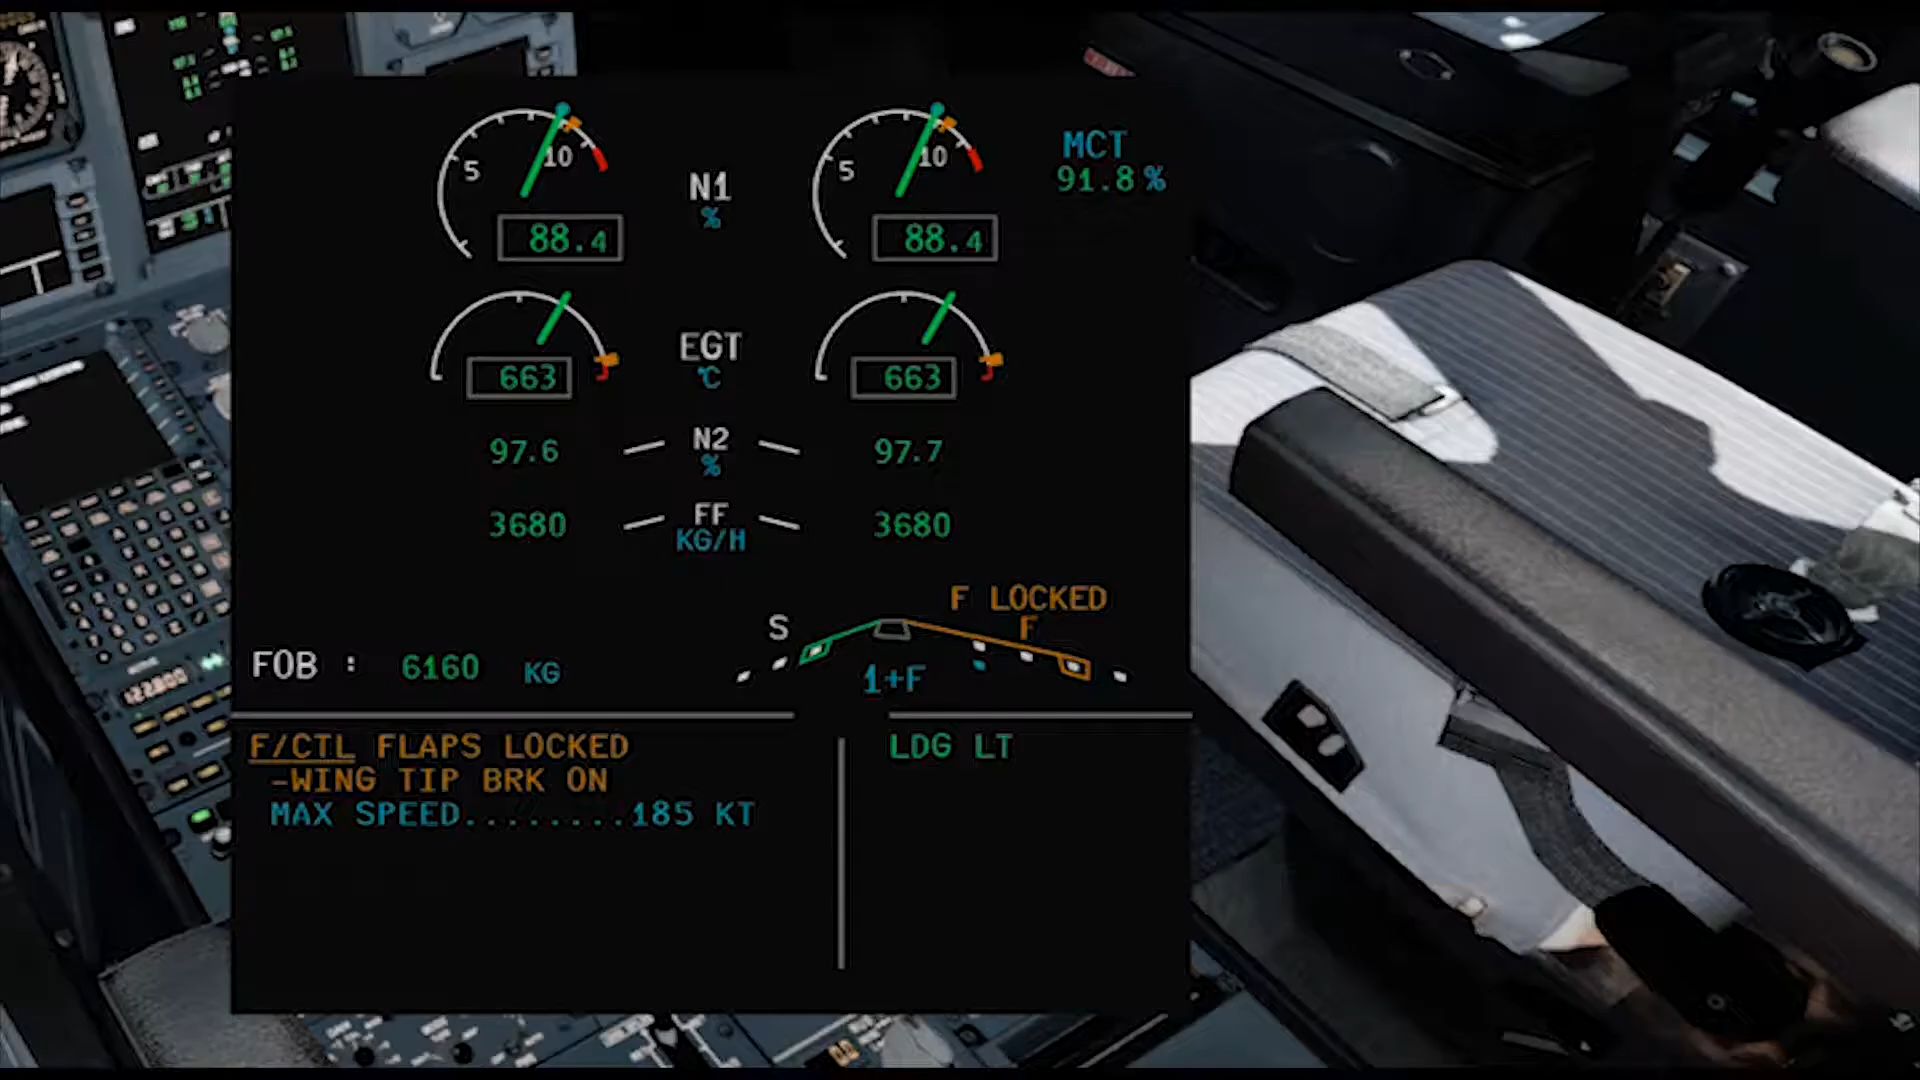 5 10 N1 5 10 MCT
88.4 % 88.4 91.8%
EGT
663 °C 663
97.6 N2 97.7
%
3680 FF 3680
KG/H
F LOCKED
S F
FOB : 6160 KG 1+F
F/CTL FLAPS LOCKED LDG LT
-WING TIP BRK ON
MAX SPEED........185 KT